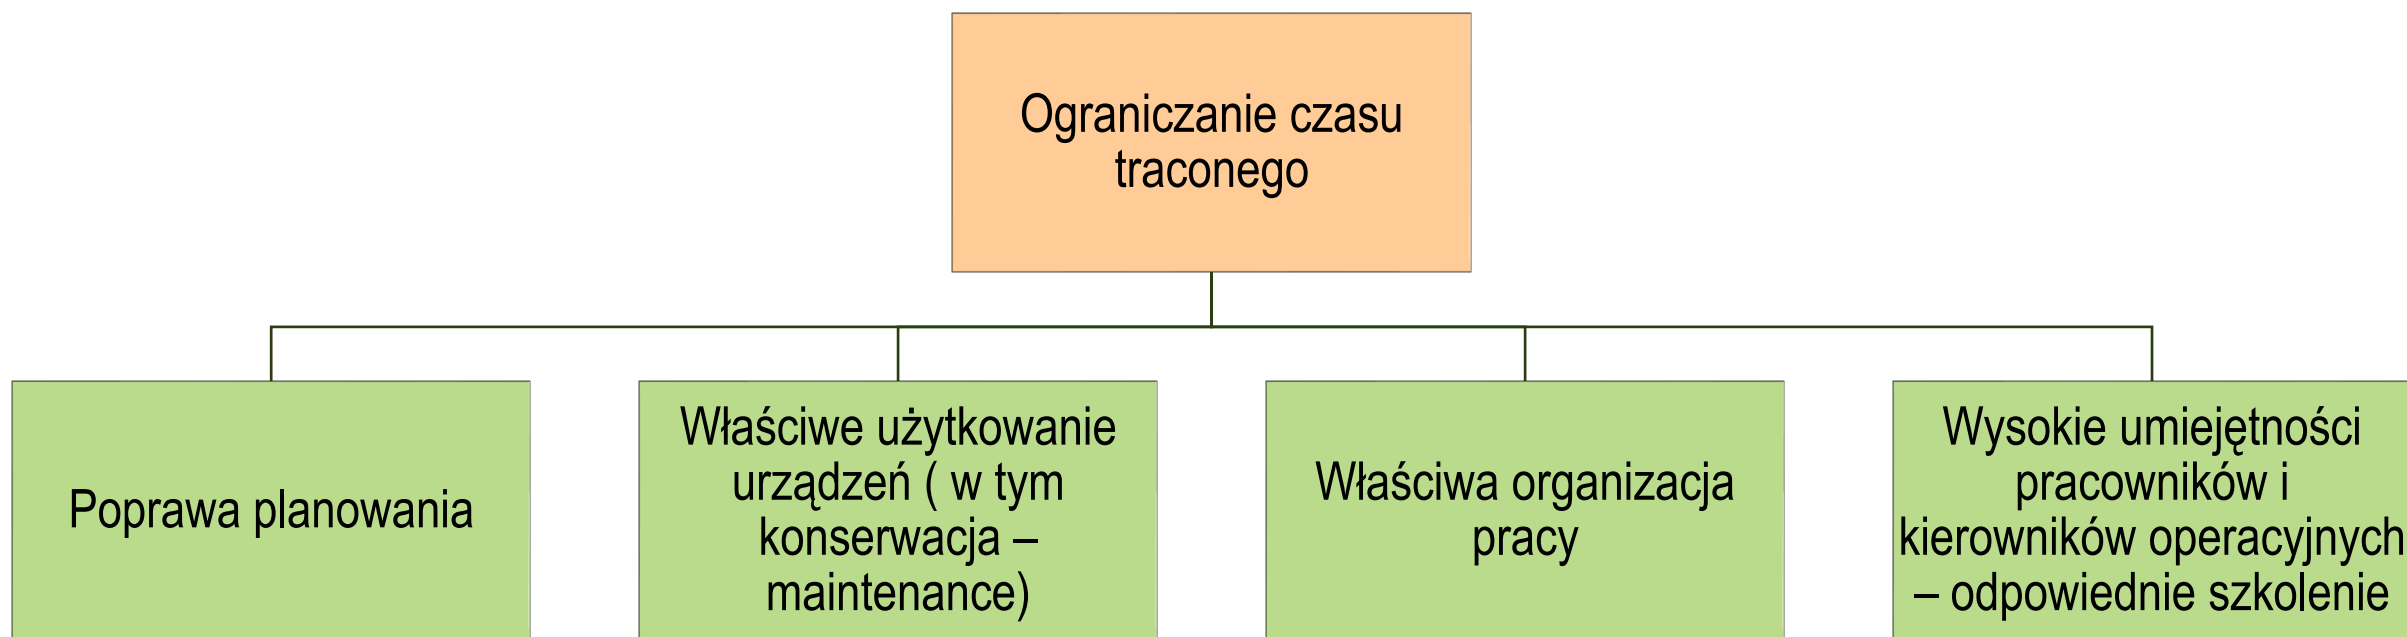 Ograniczanie czasu
traconego
Poprawa planowania
Właściwe użytkowanie
urządzeń ( w tym
konserwacja –
maintenance)
Właściwa organizacja
pracy
Wysokie umiejętności
pracowników i
kierowników operacyjnych
– odpowiednie szkolenie